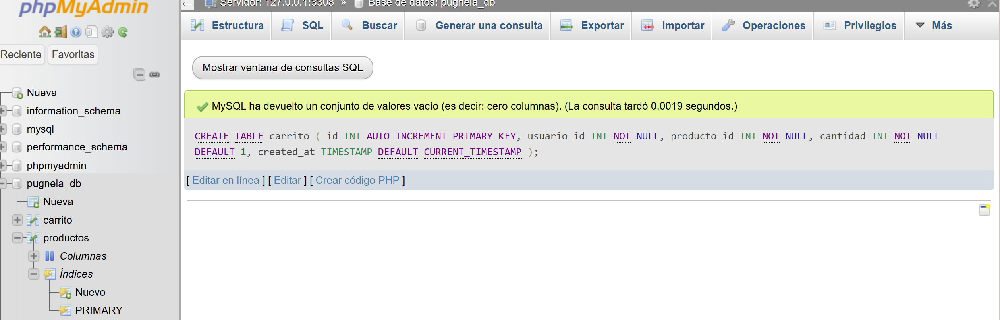 phpMyAdmin
Reciente Favoritas
Nueva
information_schema
mysql
performance_schema
phpmyadmin
pugnela_db
Nueva
carrito
productos
Columnas
Índices
Nuevo
PRIMARY
Servidor: 127.0.0.1:3308 » Base de datos: pugnela_db
Estructura SQL Buscar Generar una consulta Exportar Importar Operaciones Privilegios Más
Mostrar ventana de consultas SQL
MySQL ha devuelto un conjunto de valores vacío (es decir: cero columnas). (La consulta tardó 0,0019 segundos.)
CREATE TABLE carrito ( id INT AUTO_INCREMENT PRIMARY KEY, usuario_id INT NOT NULL, producto_id INT NOT NULL, cantidad INT NOT NULL
DEFAULT 1, created_at TIMESTAMP DEFAULT CURRENT_TIMESTAMP );
[ Editar en línea ] [ Editar ] [ Crear código PHP ]